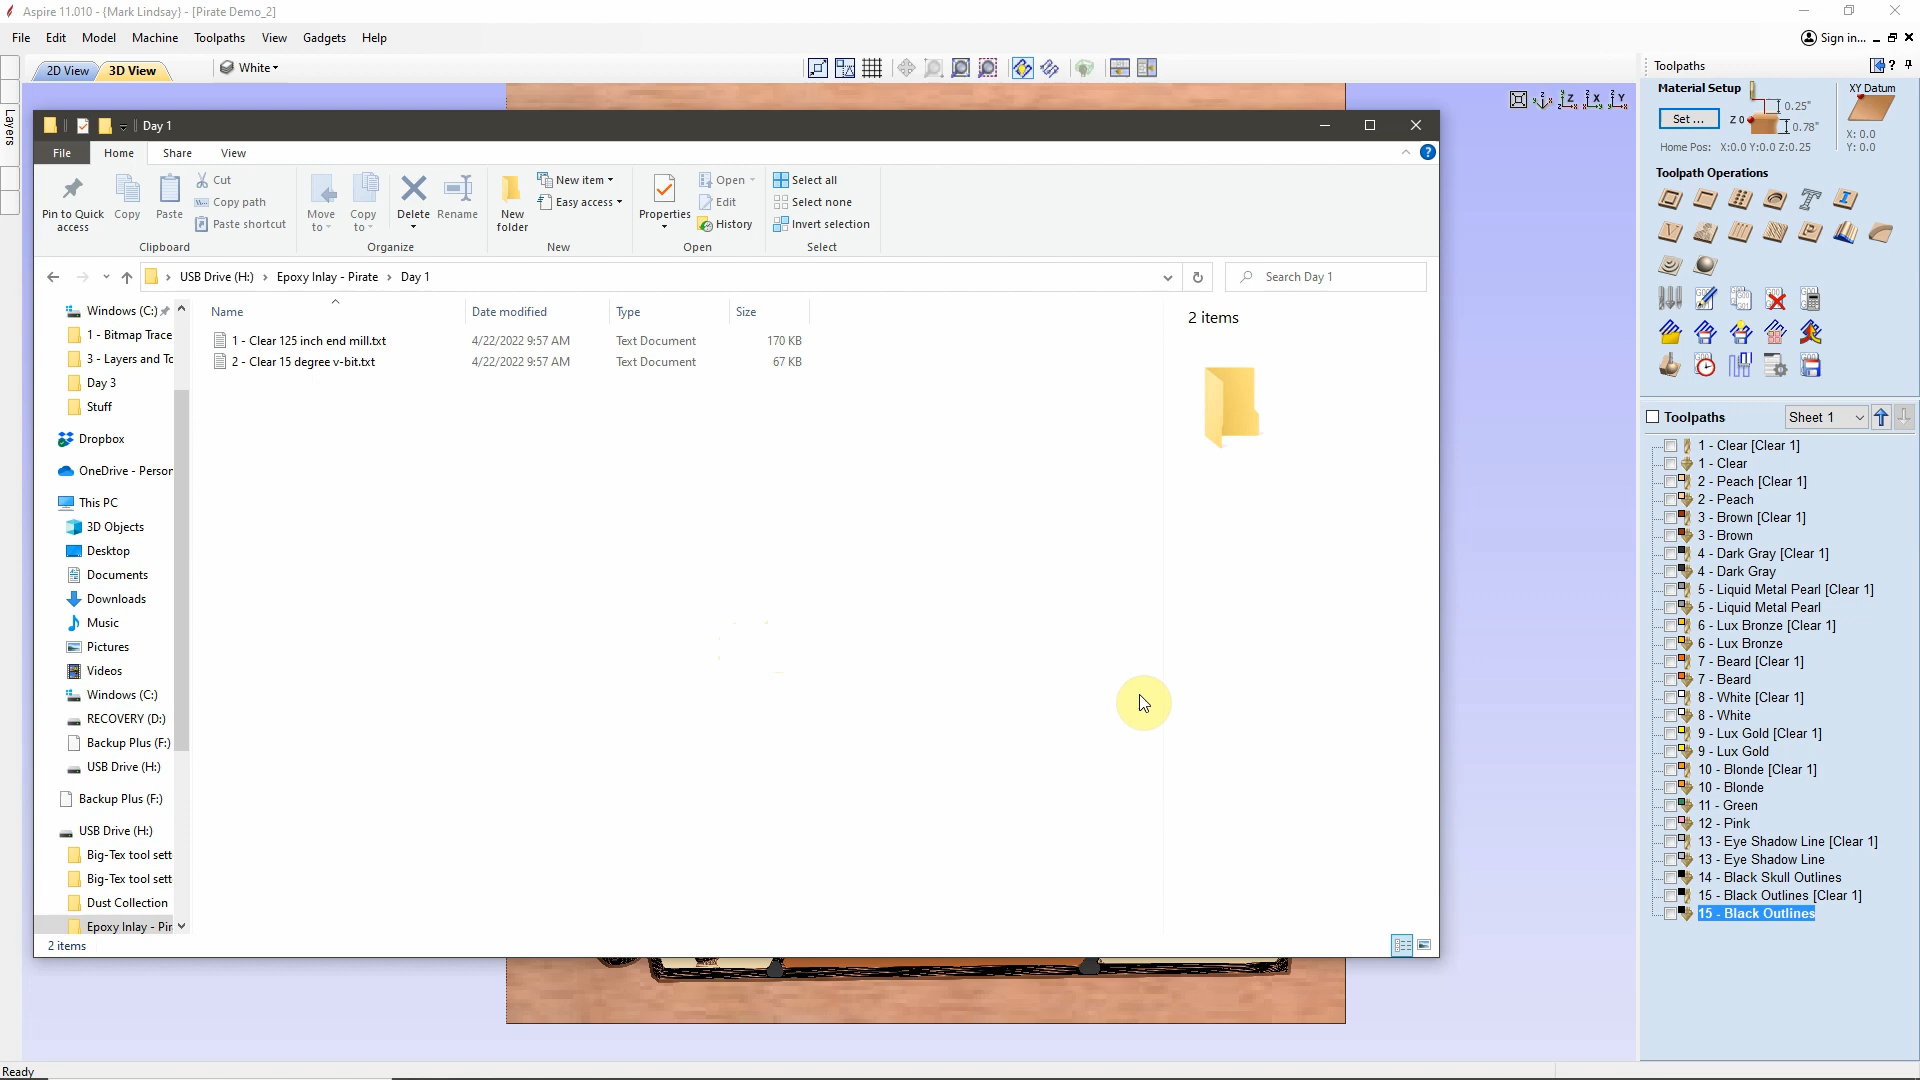 Aspire 11.010 - {Mark Lindsay} - [Pirate Demo_2]
File Edit Model Machine Toolpaths View Gadgets Help
Sign in...
2D View 3D View White
Layers
Day 1
File Home Share View
Pin to Quick access
Copy
Paste
Cut
Copy path
Paste shortcut
Clipboard
Move to
Copy to
Delete
Rename
Organize
New folder
New item
Easy access
New
Properties
Open
Edit
History
Open
Select all
Select none
Invert selection
Select
USB Drive (H:) > Epoxy Inlay - Pirate > Day 1
Search Day 1
Name Date modified Type Size
1 - Clear 125 inch end mill.txt 4/22/2022 9:57 AM Text Document 170 KB
2 - Clear 15 degree v-bit.txt 4/22/2022 9:57 AM Text Document 67 KB
2 items
Windows (C:)
1 - Bitmap Trace
3 - Layers and To
Day 3
Stuff
Dropbox
OneDrive - Person
This PC
3D Objects
Desktop
Documents
Downloads
Music
Pictures
Videos
Windows (C:)
RECOVERY (D:)
Backup Plus (F:)
USB Drive (H:)
Backup Plus (F:)
USB Drive (H:)
Big-Tex tool sett
Big-Tex tool sett
Dust Collection
Epoxy Inlay - Pir
2 items
Toolpaths
Material Setup
Set ...
Z 0
0.25"
0.78"
XY Datum
X: 0.0
Y: 0.0
Home Pos: X:0.0 Y:0.0 Z:0.25
Toolpath Operations
Toolpaths Sheet 1
1 - Clear [Clear 1]
1 - Clear
2 - Peach [Clear 1]
2 - Peach
3 - Brown [Clear 1]
3 - Brown
4 - Dark Gray [Clear 1]
4 - Dark Gray
5 - Liquid Metal Pearl [Clear 1]
5 - Liquid Metal Pearl
6 - Lux Bronze [Clear 1]
6 - Lux Bronze
7 - Beard [Clear 1]
7 - Beard
8 - White [Clear 1]
8 - White
9 - Lux Gold [Clear 1]
9 - Lux Gold
10 - Blonde [Clear 1]
10 - Blonde
11 - Green
12 - Pink
13 - Eye Shadow Line [Clear 1]
13 - Eye Shadow Line
14 - Black Skull Outlines
15 - Black Outlines [Clear 1]
15 - Black Outlines
Ready